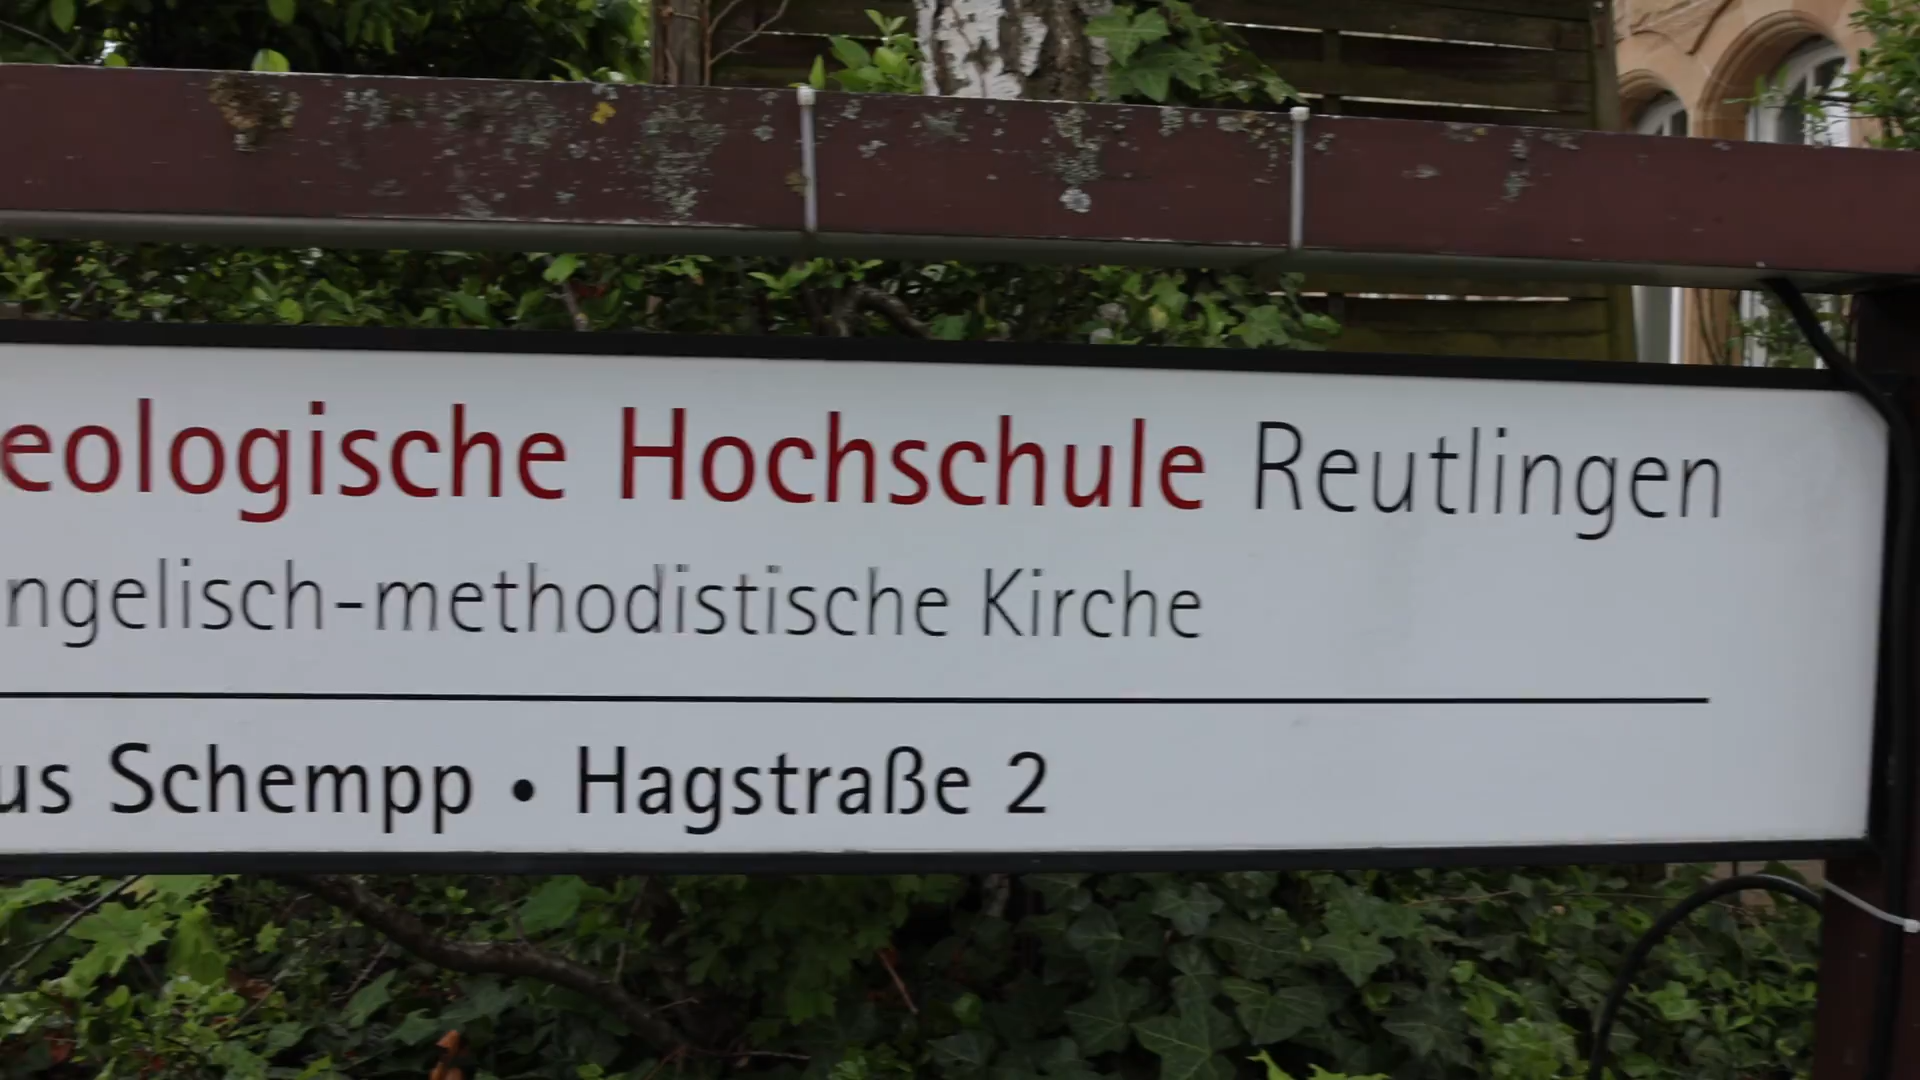 eologische Hochschule Reutlingen
ngelisch-methodistische Kirche
us Schempp • Hagstraße 2